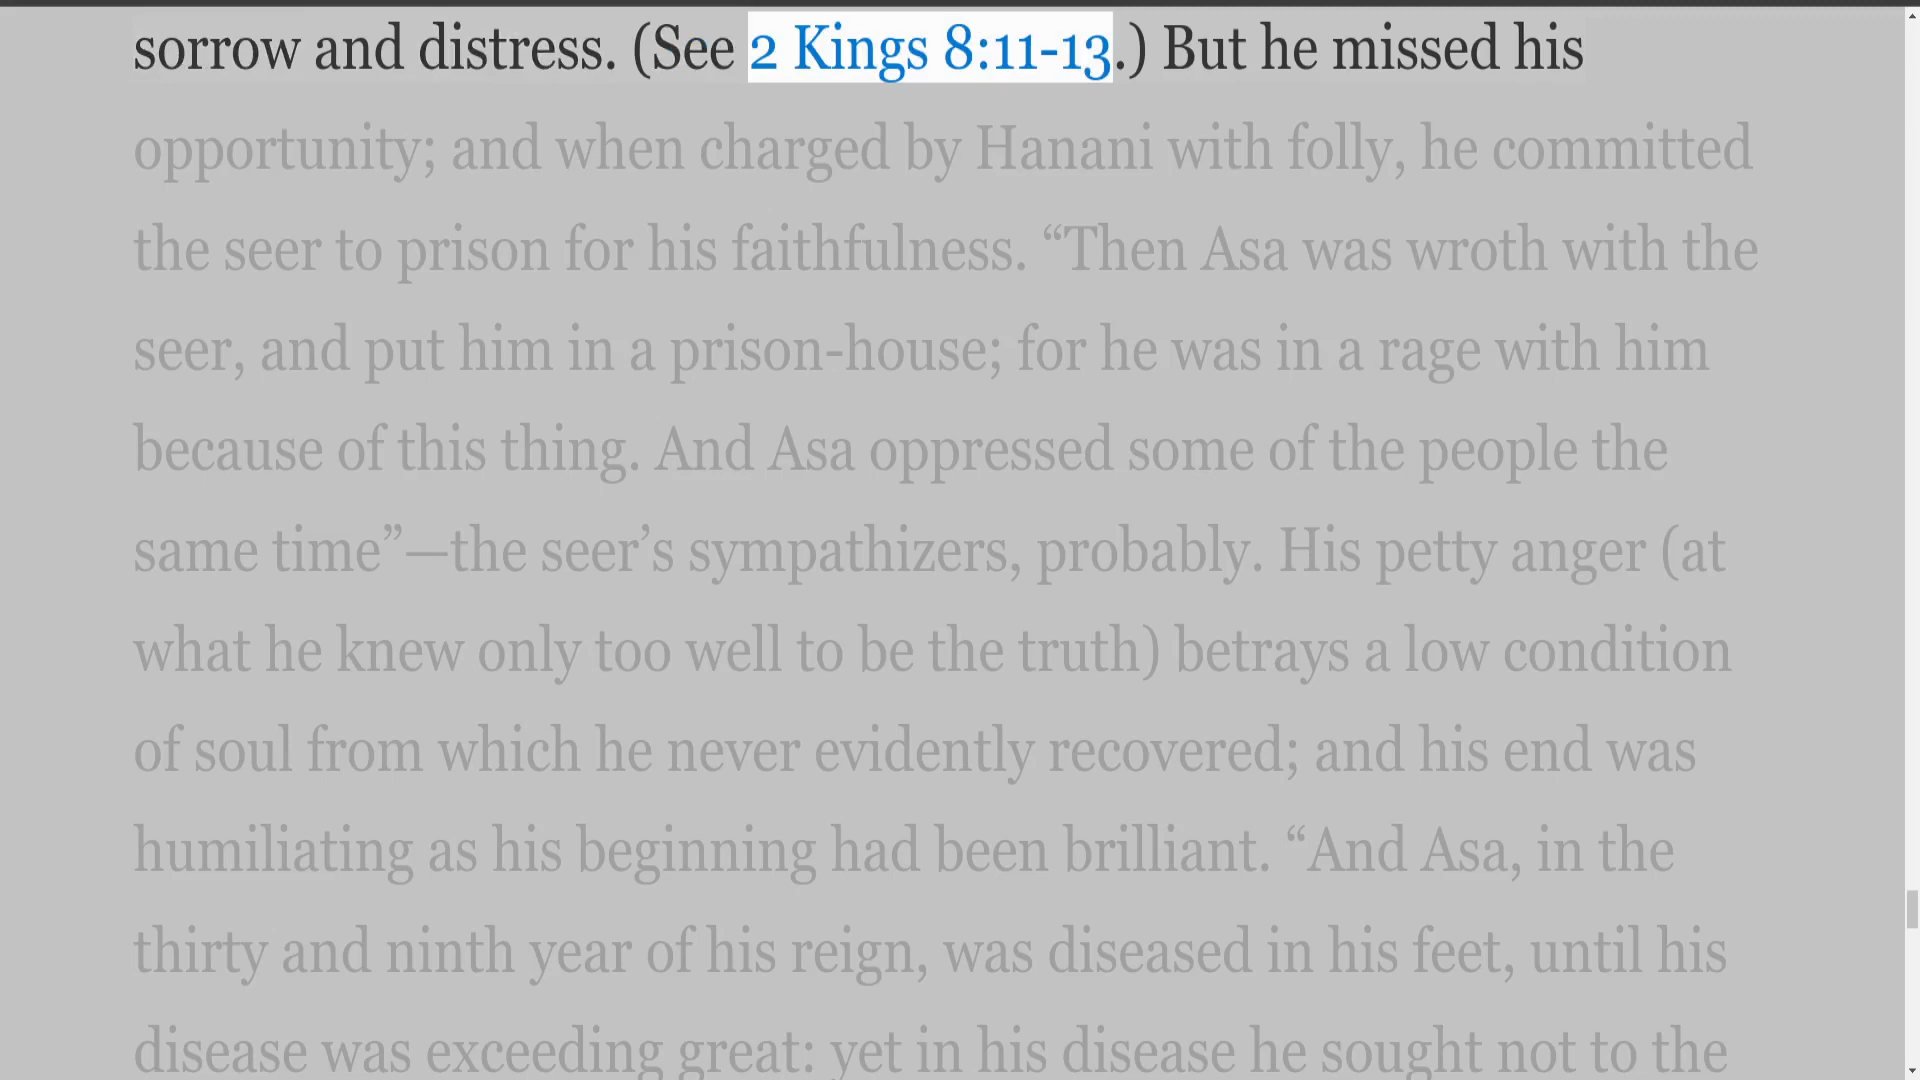 sorrow and distress. (See 2 Kings 8:11-13.) But he missed his
opportunity; and when charged by Hanani with folly, he committed
the seer to prison for his faithfulness. “Then Asa was wroth with the
seer, and put him in a prison-house; for he was in a rage with him
because of this thing. And Asa oppressed some of the people the
same time”—the seer’s sympathizers, probably. His petty anger (at
what he knew only too well to be the truth) betrays a low condition
of soul from which he never evidently recovered; and his end was
humiliating as his beginning had been brilliant. “And Asa, in the
thirty and ninth year of his reign, was diseased in his feet, until his
disease was exceeding great: yet in his disease he sought not to the